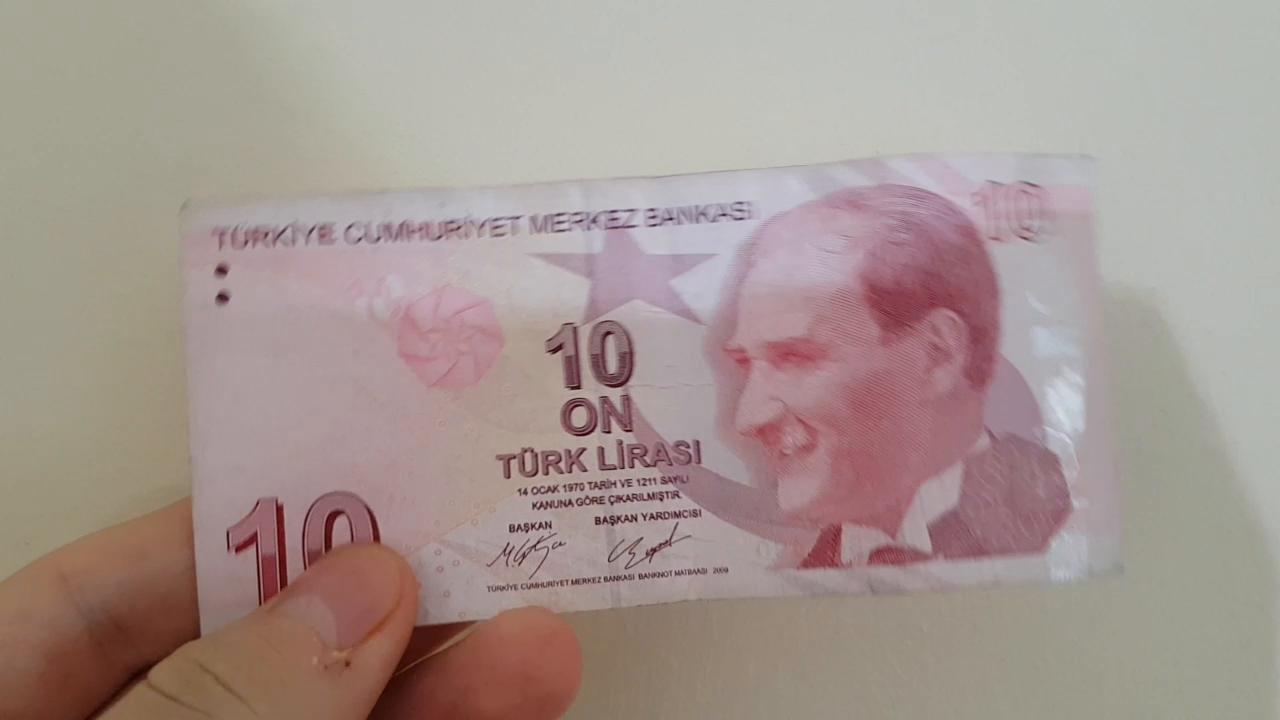 TÜRKİYE CUMHURİYET MERKEZ BANKASI
10
10
ON
TÜRK LİRASI
14 OCAK 1970 TARİH VE 1211 SAYILI
KANUNA GÖRE ÇIKARILMIŞTIR.
BAŞKAN BAŞKAN YARDIMCISI
10
TÜRKİYE CUMHURİYET MERKEZ BANKASI BANKNOT MATBAASI 2009